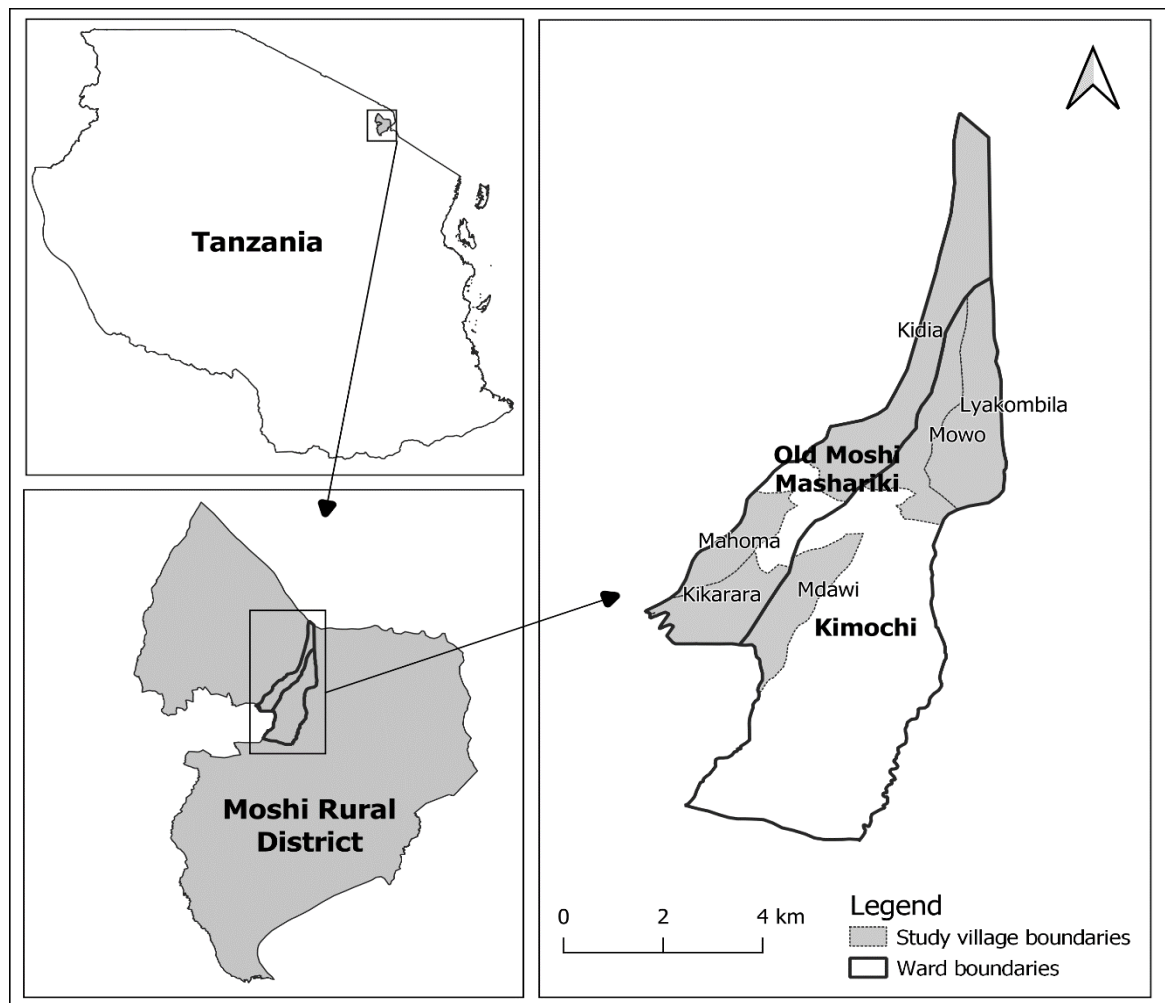 Tanzania
Moshi Rural
District
Kidia
Lyakombila
Mowo
Old Moshi
Mashariki
Mahoma
Kikarara
Mdawi
Kimochi
0 2 4 km
Legend
Study village boundaries
Ward boundaries